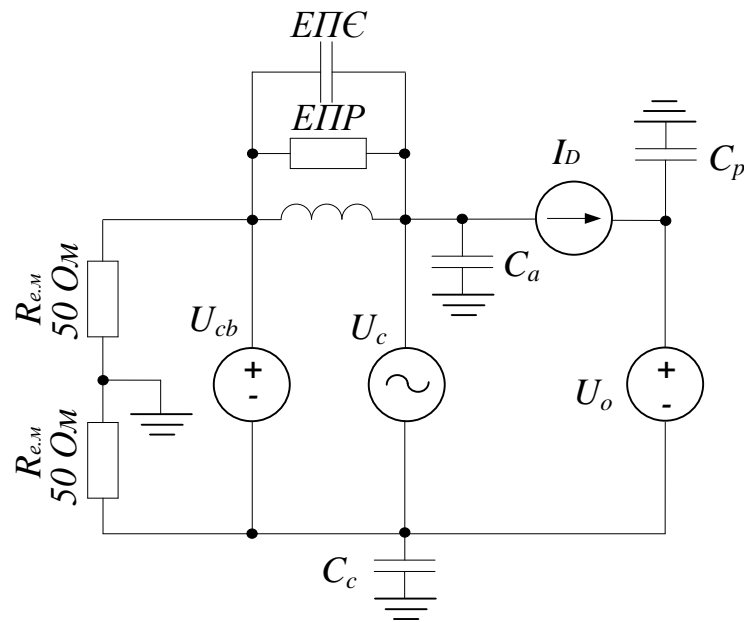 ЕПЄ
ЕПР
I_D
C_p
C_a
R_е.м
50 Ом
U_cb
U_c
U_o
R_е.м
50 Ом
C_c
+
-
+
-